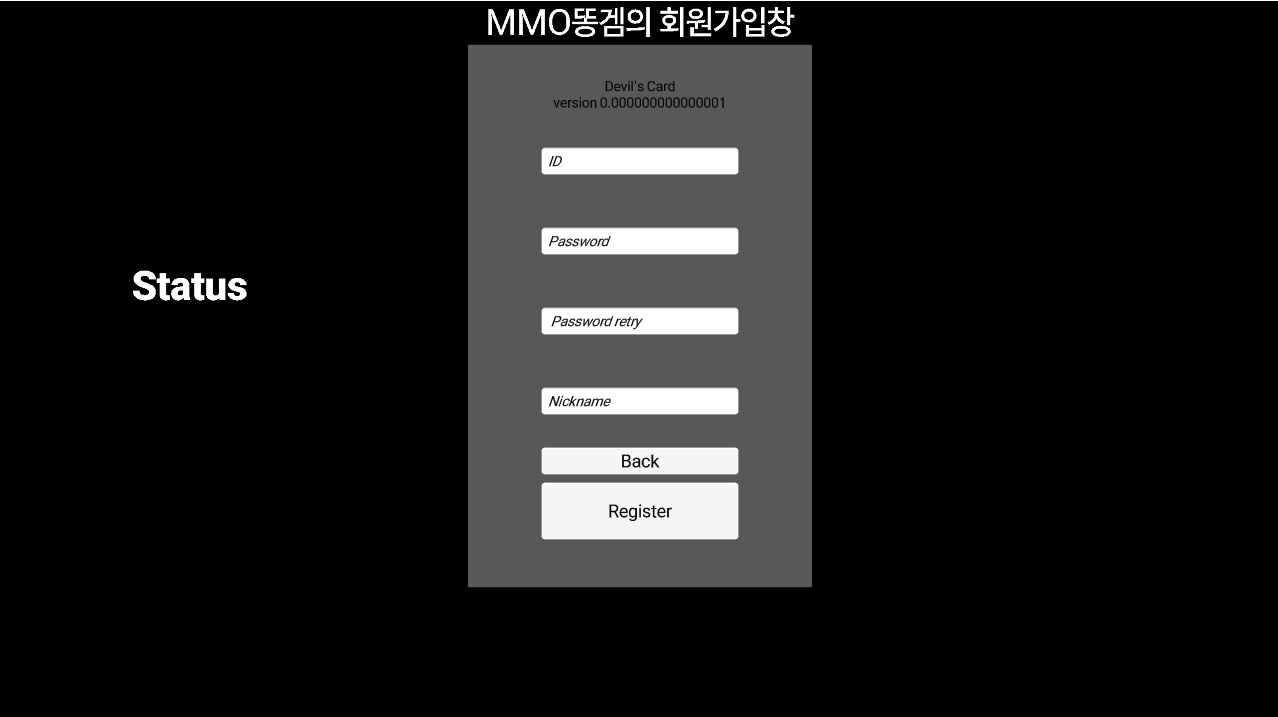 MMO똥겜의 회원가입창
Devil's Card
version 0.000000000000001
ID
Password
Status
Password retry
Nickname
Back
Register